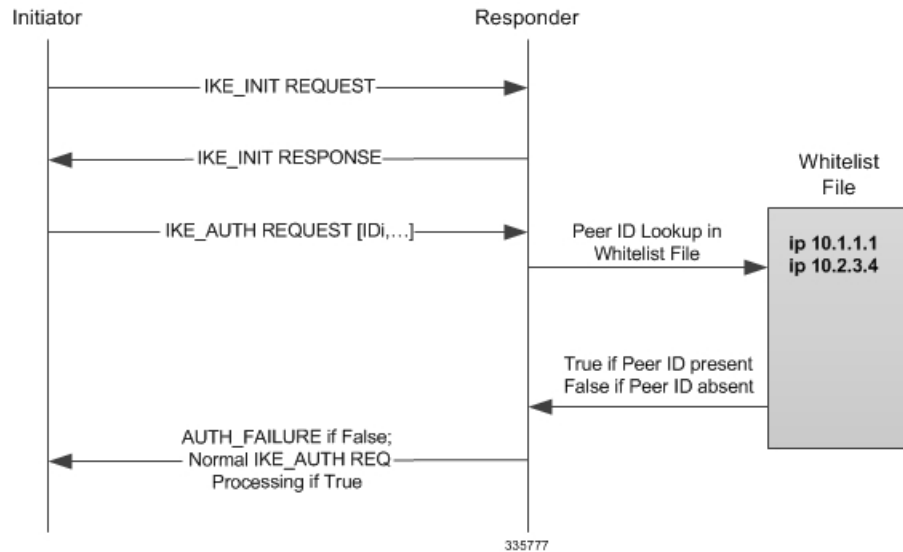 Initiator
Responder
IKE_INIT REQUEST
IKE_INIT RESPONSE
Whitelist
File
IKE_AUTH REQUEST [IDi,…]
Peer ID Lookup in
Whitelist File
ip 10.1.1.1
ip 10.2.3.4
True if Peer ID present
False if Peer ID absent
AUTH_FAILURE if False;
Normal IKE_AUTH REQ
Processing if True
335777